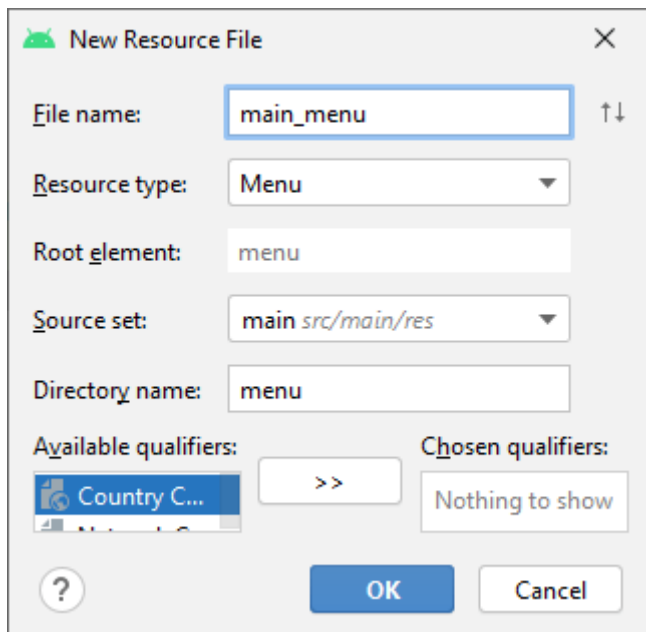 New Resource File
File name: main_menu
Resource type: Menu
Root element: menu
Source set: main src/main/res
Directory name: menu
Available qualifiers: Chosen qualifiers:
Country C...
>>
Nothing to show
? OK Cancel